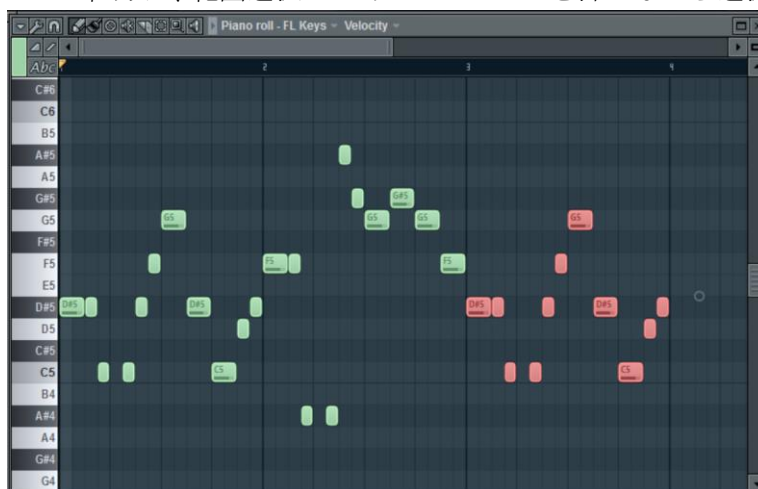 Piano roll - FL Keys Velocity
Abc
2 3 4
C#6
C6
B5
A#5
A5
G#5 G#5
G5 G5 G5 G5 G5
F#5
F5 F5 F5
E5
D#5 D#5 D#5 D#5 D#5
D5
C#5
C5 C5 C5
B4
A#4
A4
G#4
G4